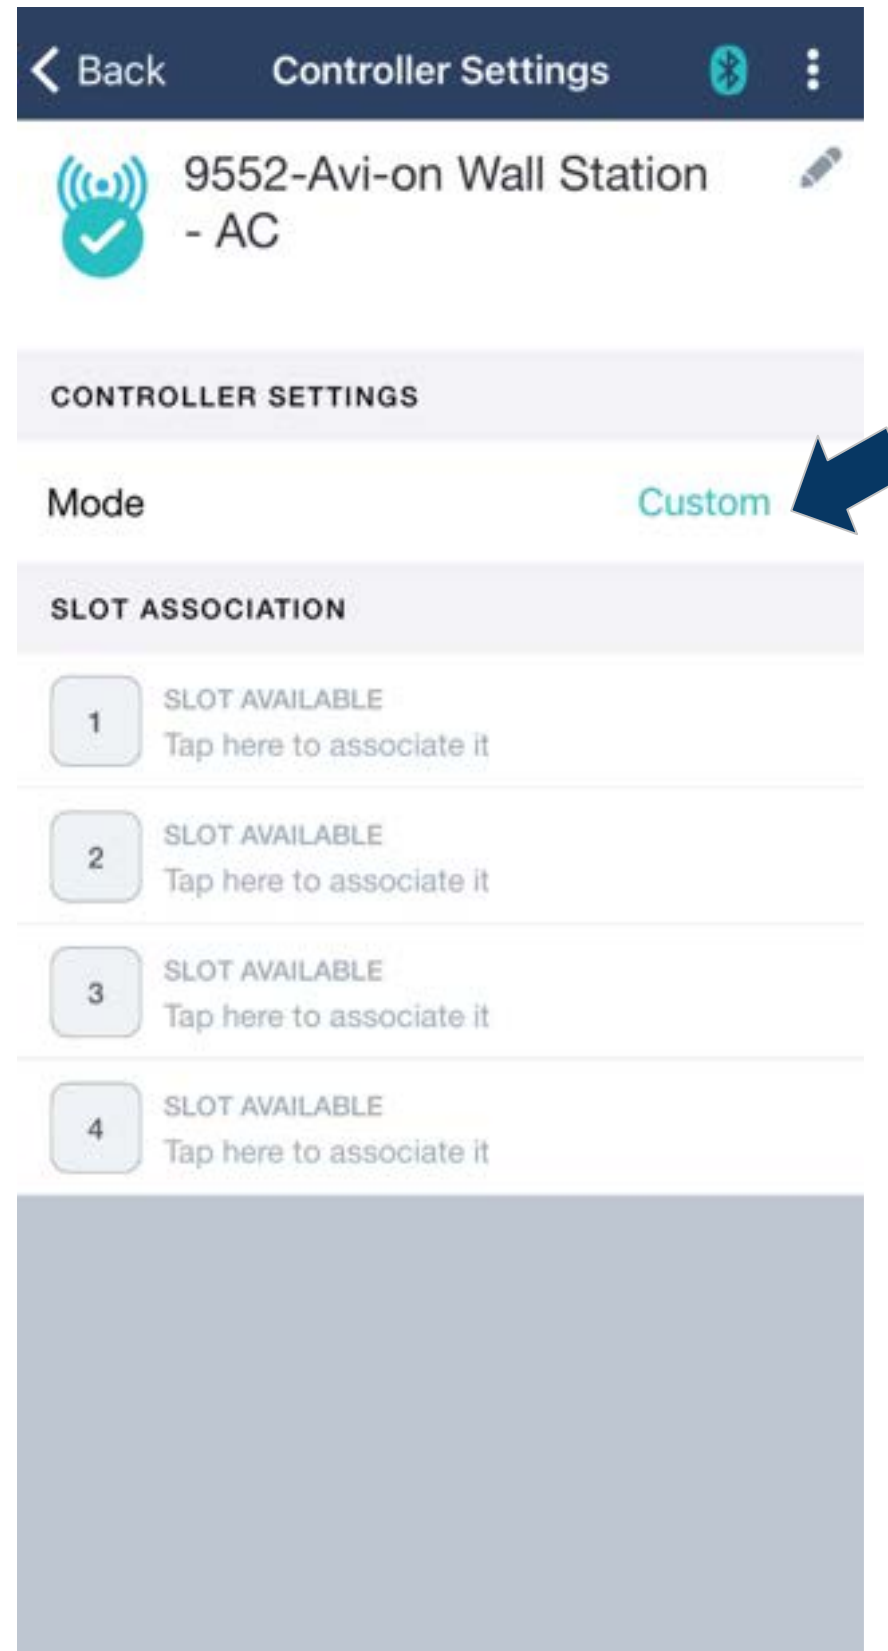 Back Controller Settings
9552-Avi-on Wall Station
- AC
CONTROLLER SETTINGS
Mode Custom
SLOT ASSOCIATION
1 SLOT AVAILABLE
Tap here to associate it
2 SLOT AVAILABLE
Tap here to associate it
3 SLOT AVAILABLE
Tap here to associate it
4 SLOT AVAILABLE
Tap here to associate it